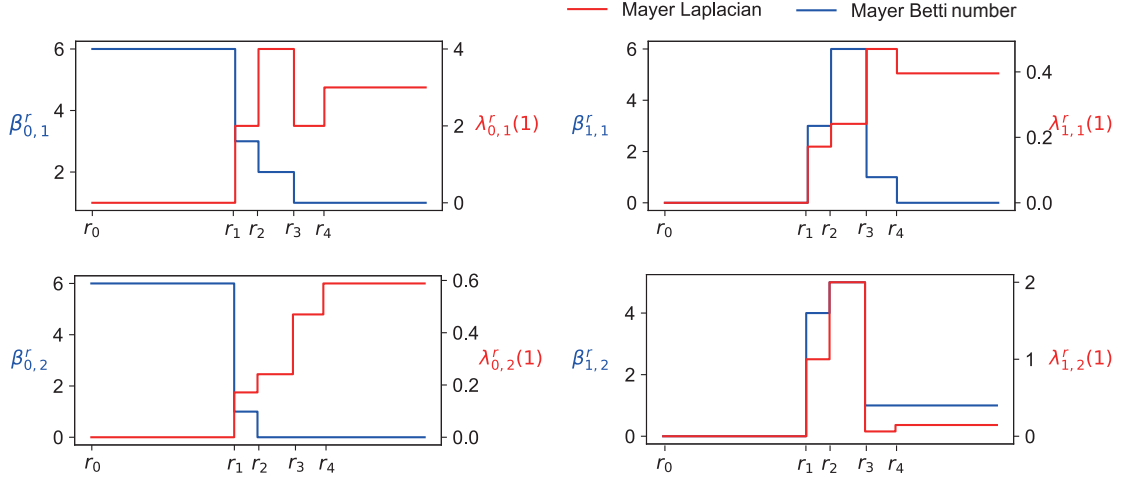 Mayer Laplacian Mayer Betti number
6 4
4
β^r_{0,1} 2 λ^r_{0,1}(1)
2
0
r_0 r_1 r_2 r_3 r_4
6
0.4
4
β^r_{1,1} 0.2 λ^r_{1,1}(1)
2
0 0.0
r_0 r_1 r_2 r_3 r_4
6 0.6
4 0.4
β^r_{0,2} λ^r_{0,2}(1)
2 0.2
0 0.0
r_0 r_1 r_2 r_3 r_4
2
4
β^r_{1,2} 1 λ^r_{1,2}(1)
2
0 0
r_0 r_1 r_2 r_3 r_4